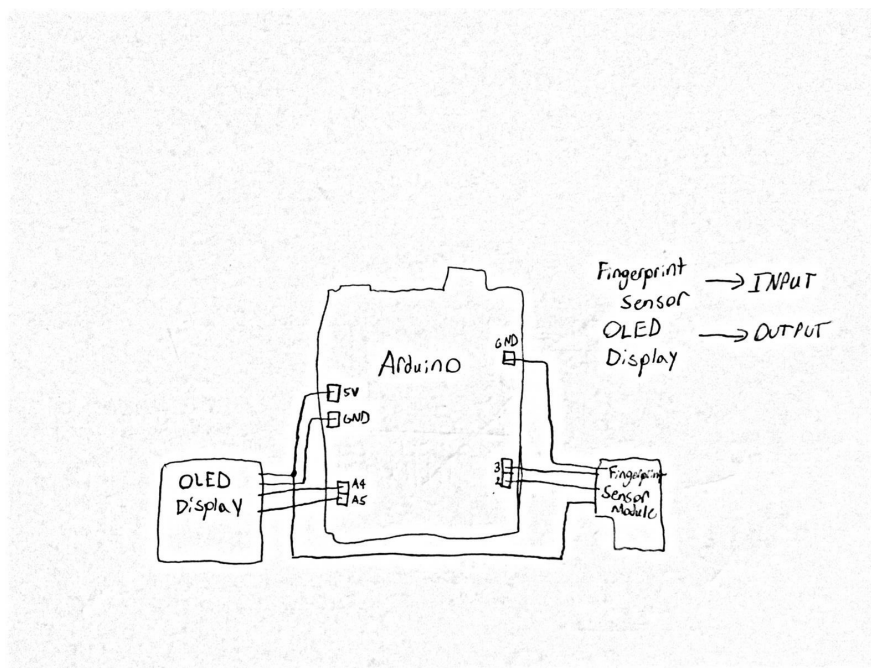 Fingerprint
Sensor
→ INPUT
OLED
Display
→ OUTPUT
Arduino
GND
5V
GND
A4
A5
3
2
OLED
Display
Fingerprint
Sensor
Module